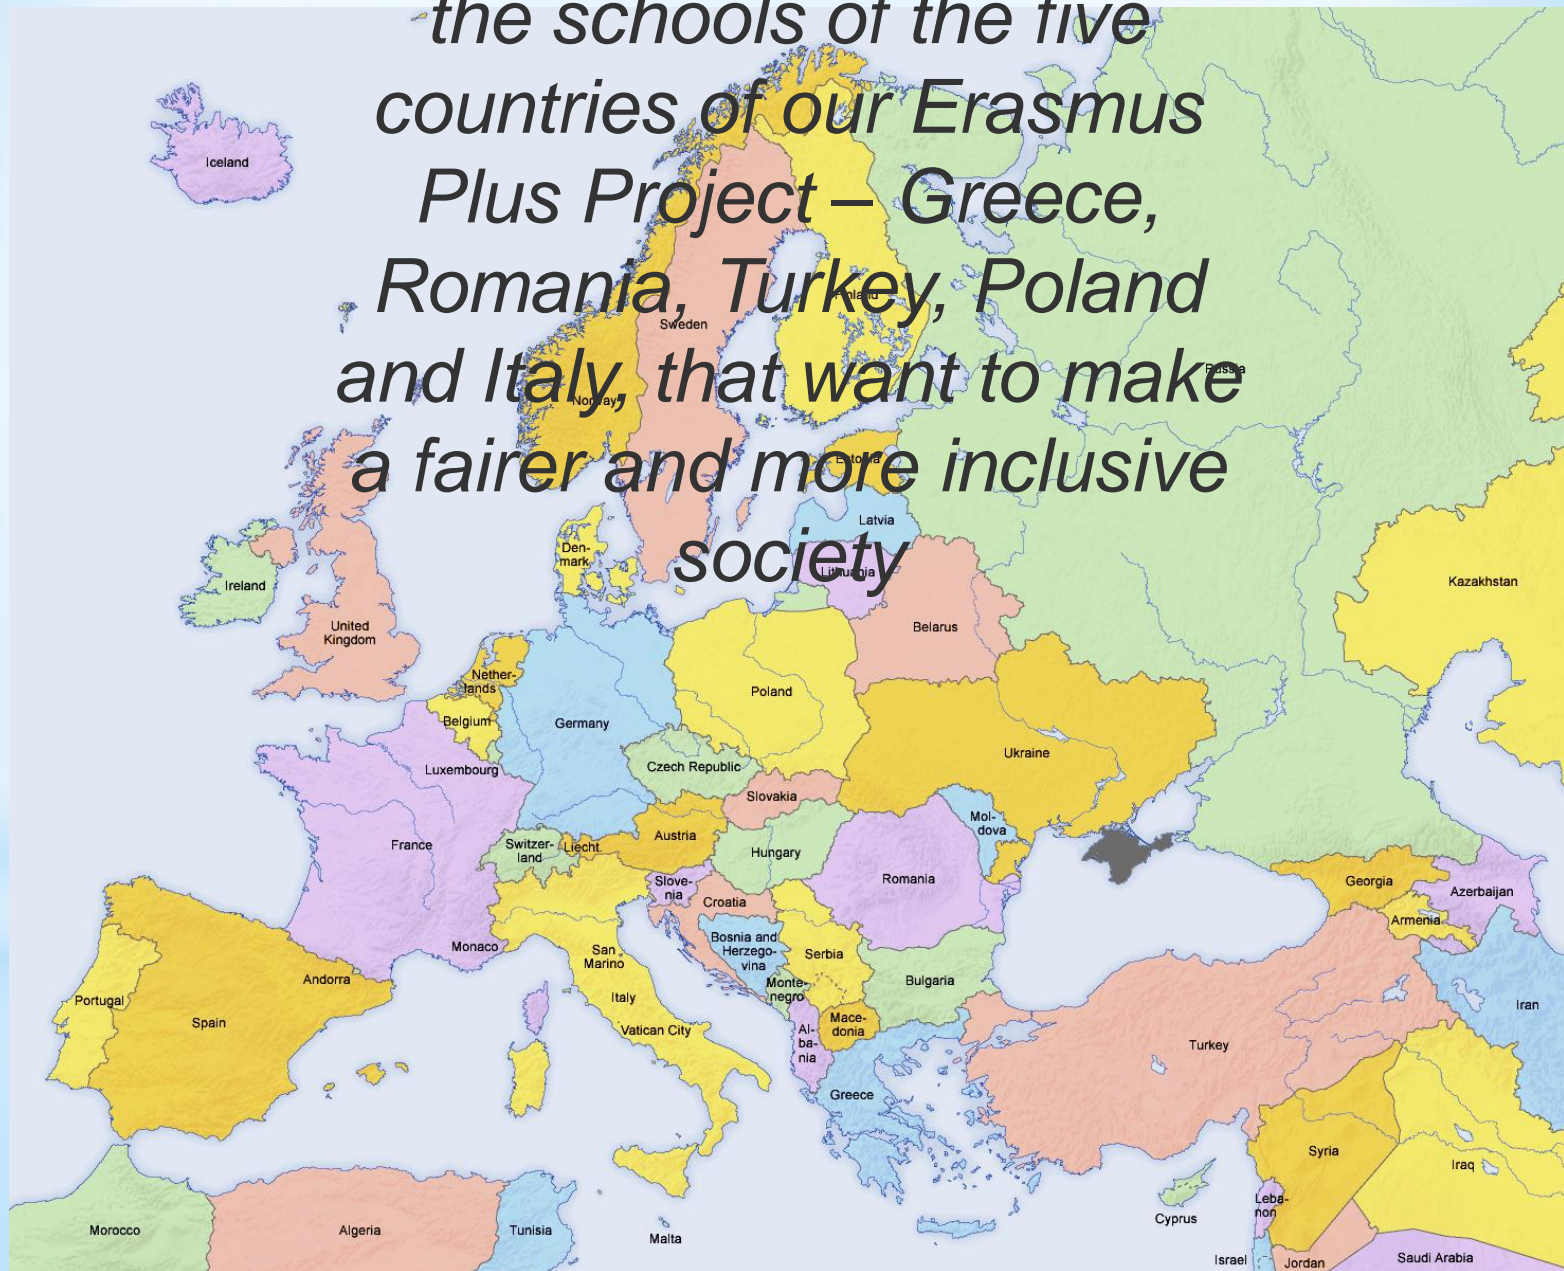 the schools of the five
countries of our Erasmus
Plus Project – Greece,
Romania, Turkey, Poland
and Italy, that want to make
a fairer and more inclusive
society
Iceland
Finland
Sweden
Russia
Norway
Estonia
Latvia
Den-
mark
Lithuania
Kazakhstan
Ireland
United
Kingdom
Belarus
Nether-
lands
Poland
Belgium
Germany
Ukraine
Czech Republic
Luxembourg
Slovakia
Mol-
dova
Austria
France
Switzer-
land
Liecht.
Hungary
Romania
Georgia
Azerbaijan
Slove-
nia
Croatia
Armenia
Bosnia and
Herzego-
vina
Monaco
San
Marino
Serbia
Andorra
Bulgaria
Monte-
negro
Portugal
Italy
Iran
Spain
Vatican City
Mace-
donia
Al-
ba-
nia
Turkey
Greece
Syria
Iraq
Leba-
non
Cyprus
Morocco
Algeria
Tunisia
Malta
Israel
Jordan
Saudi Arabia